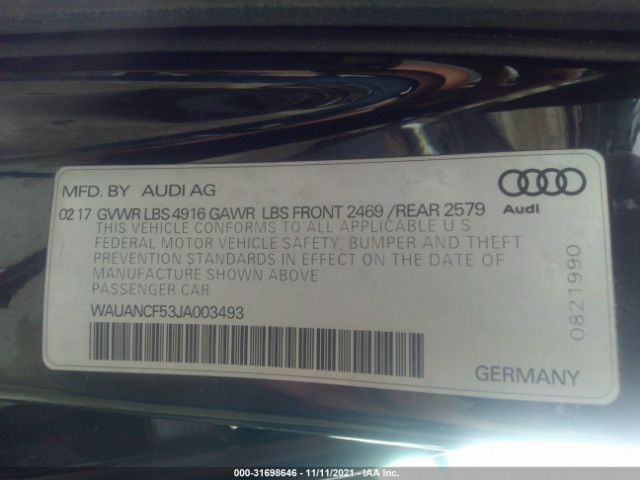 MFD. BY AUDI AG
02 17 GVWR LBS 4916 GAWR LBS FRONT 2469 /REAR 2579
Audi
THIS VEHICLE CONFORMS TO ALL APPLICABLE U.S
FEDERAL MOTOR VEHICLE SAFETY, BUMPER AND THEFT
PREVENTION STANDARDS IN EFFECT ON THE DATE OF
MANUFACTURE SHOWN ABOVE
PASSENGER CAR
0821990
WAUANCF53JA003493
GERMANY
000-31698646 - 11/11/2021 - IAA Inc.